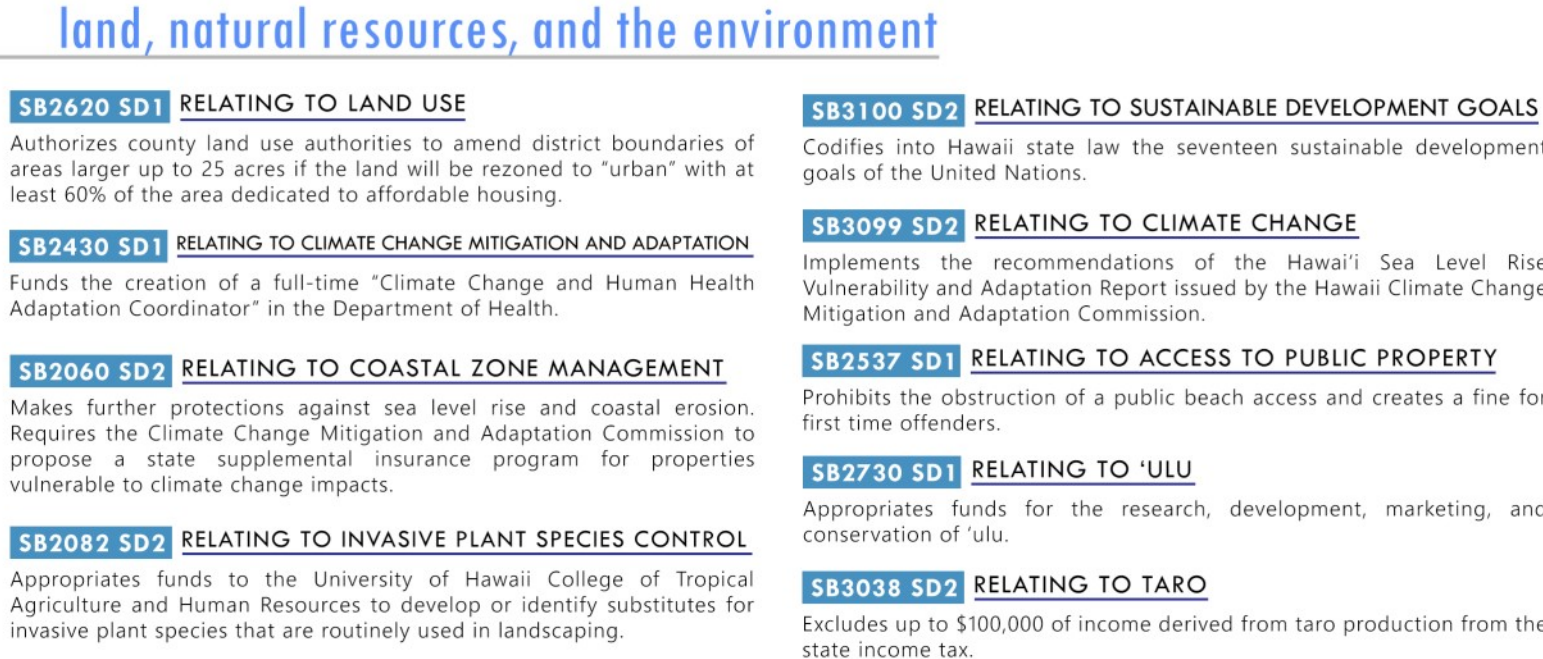 land, natural resources, and the environment
SB2620 SD1 RELATING TO LAND USE
Authorizes county land use authorities to amend district boundaries of
areas larger up to 25 acres if the land will be rezoned to “urban” with at
least 60% of the area dedicated to affordable housing.
SB2430 SD1 RELATING TO CLIMATE CHANGE MITIGATION AND ADAPTATION
Funds the creation of a full-time “Climate Change and Human Health
Adaptation Coordinator” in the Department of Health.
SB2060 SD2 RELATING TO COASTAL ZONE MANAGEMENT
Makes further protections against sea level rise and coastal erosion.
Requires the Climate Change Mitigation and Adaptation Commission to
propose a state supplemental insurance program for properties
vulnerable to climate change impacts.
SB2082 SD2 RELATING TO INVASIVE PLANT SPECIES CONTROL
Appropriates funds to the University of Hawaii College of Tropical
Agriculture and Human Resources to develop or identify substitutes for
invasive plant species that are routinely used in landscaping.
SB3100 SD2 RELATING TO SUSTAINABLE DEVELOPMENT GOALS
Codifies into Hawaii state law the seventeen sustainable development
goals of the United Nations.
SB3099 SD2 RELATING TO CLIMATE CHANGE
Implements the recommendations of the Hawai‘i Sea Level Rise
Vulnerability and Adaptation Report issued by the Hawaii Climate Change
Mitigation and Adaptation Commission.
SB2537 SD1 RELATING TO ACCESS TO PUBLIC PROPERTY
Prohibits the obstruction of a public beach access and creates a fine for
first time offenders.
SB2730 SD1 RELATING TO ‘ULU
Appropriates funds for the research, development, marketing, and
conservation of ‘ulu.
SB3038 SD2 RELATING TO TARO
Excludes up to $100,000 of income derived from taro production from the
state income tax.